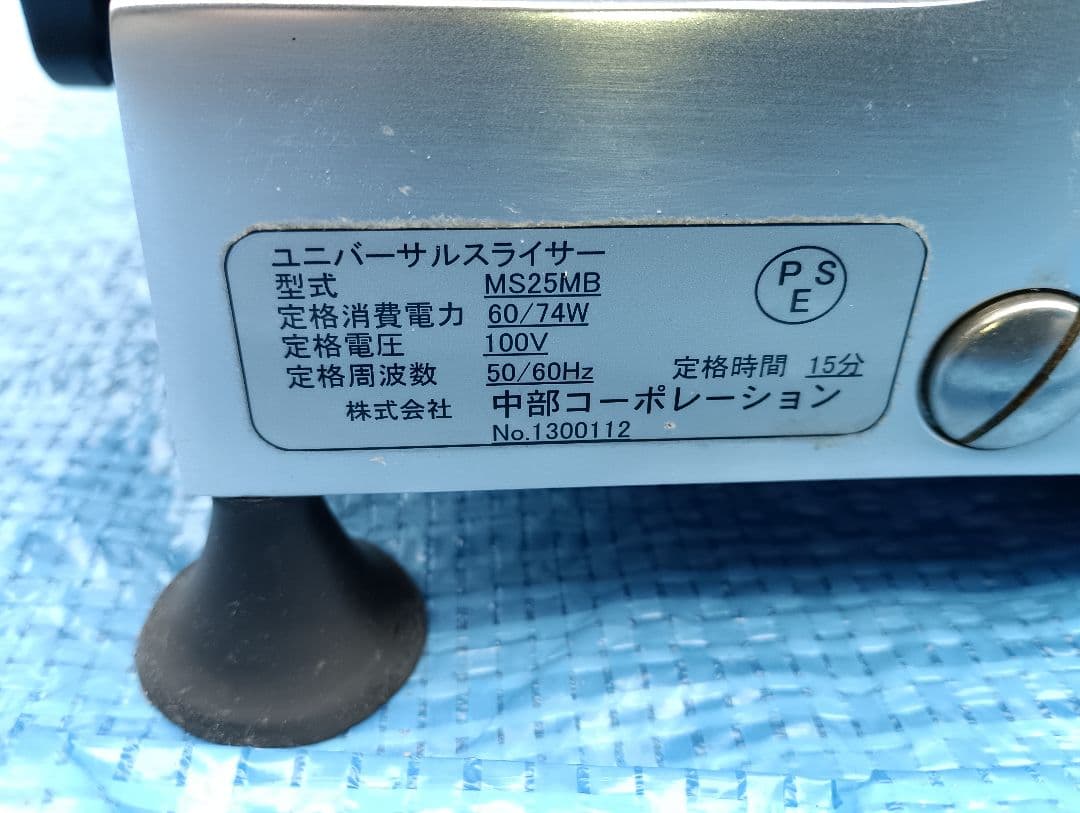 ユニバーサルスライサー
型式 MS25MB
定格消費電力 60/74W
定格電圧 100V
定格周波数 50/60Hz
定格時間 15分
株式会社 中部コーポレーション
No.1300112
PSE